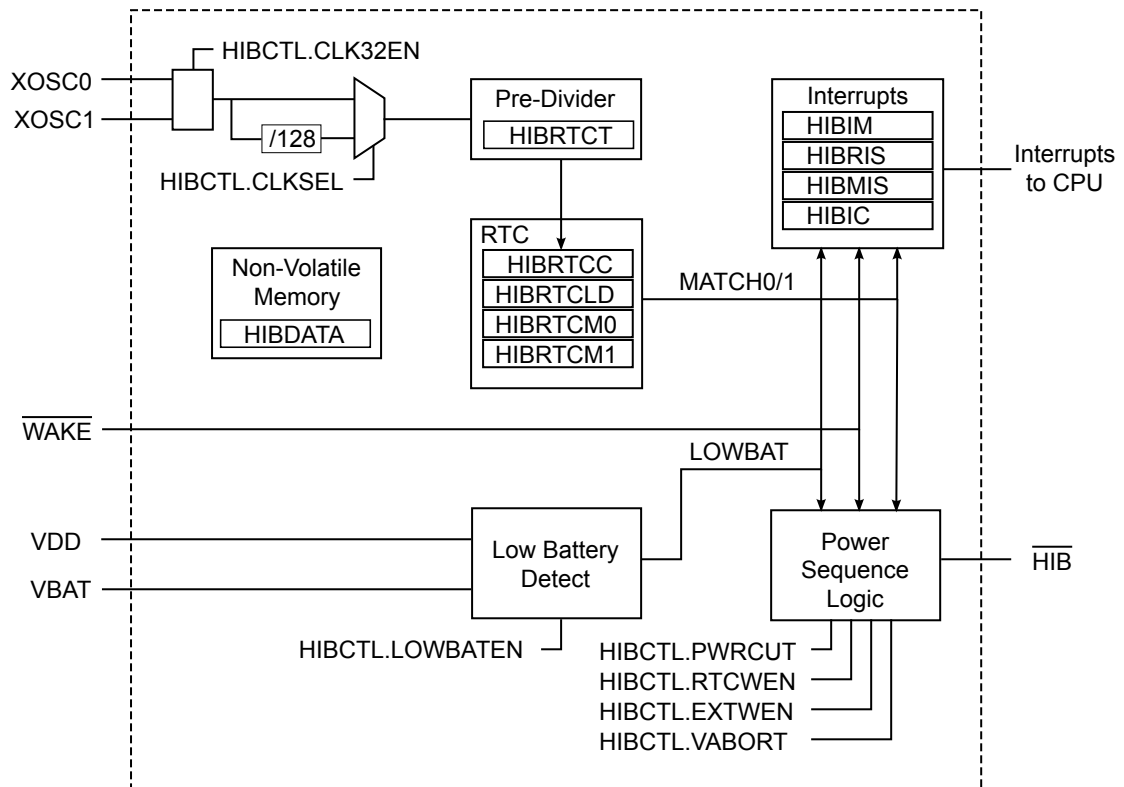 HIBCTL.CLK32EN
XOSC0
XOSC1
/128
HIBCTL.CLKSEL
Pre-Divider
HIBRTCT
Interrupts
HIBIM
HIBRIS
HIBMIS
HIBIC
Interrupts
to CPU
Non-Volatile
Memory
HIBDATA
RTC
HIBRTCC
HIBRTCLD
HIBRTCM0
HIBRTCM1
MATCH0/1
WAKE
LOWBAT
VDD
VBAT
Low Battery
Detect
Power
Sequence
Logic
HIB
HIBCTL.LOWBATEN
HIBCTL.PWRCUT
HIBCTL.RTCWEN
HIBCTL.EXTWEN
HIBCTL.VABORT